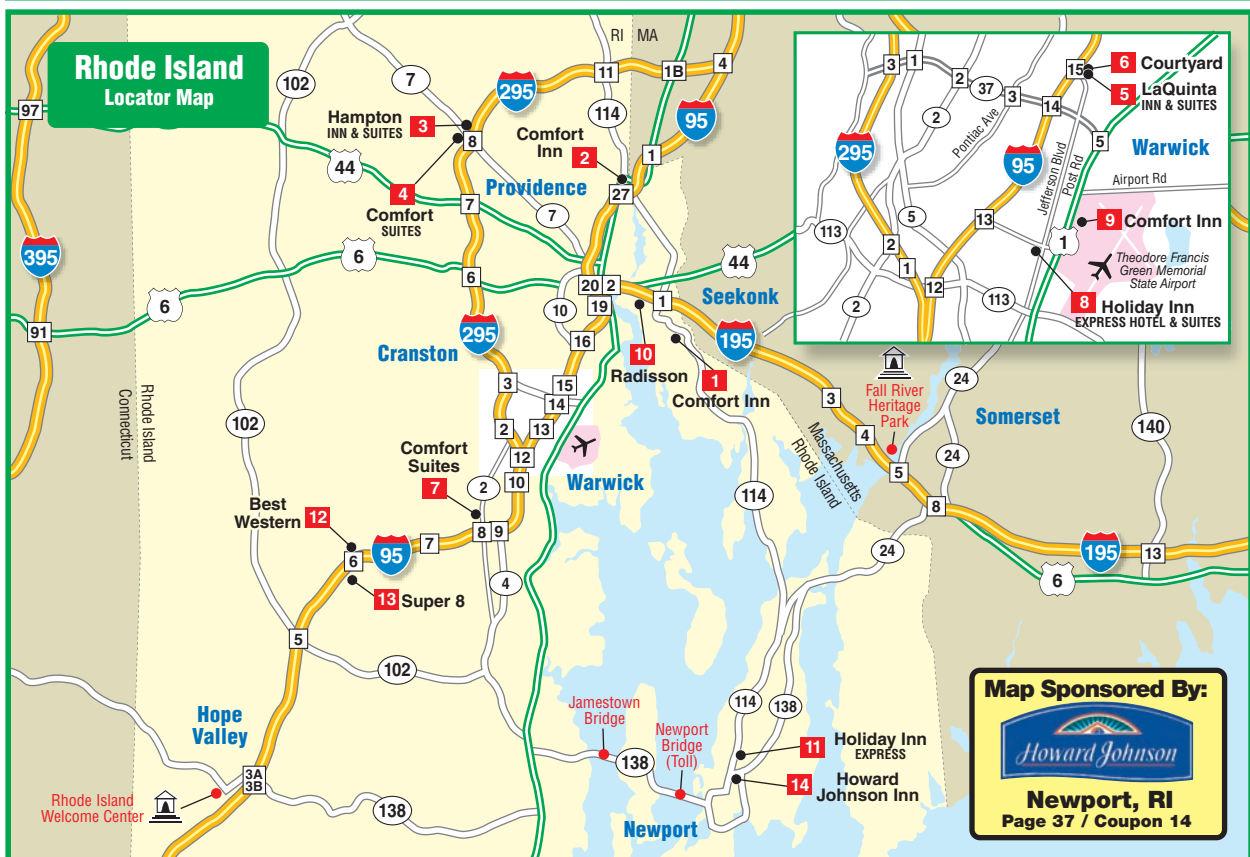 Rhode Island
Locator Map
RI
MA
102
7
11
1B
4
295
97
114
95
Hampton
INN & SUITES
3
8
Comfort
Inn
2
1
44
4
Comfort
SUITES
Providence
27
7
7
395
6
6
44
6
20
2
1
Seekonk
10
19
91
295
195
Cranston
16
10
Radisson
1
Comfort Inn
3
15
14
Rhode Island
Connecticut
102
2
13
12
10
Warwick
Comfort
Suites
7
2
Best
Western
12
8
9
7
6
95
13
Super 8
4
5
102
Hope
Valley
3A
3B
Rhode Island
Welcome Center
138
Jamestown
Bridge
138
Newport
Bridge
(Toll)
Newport
114
138
11
Holiday Inn
EXPRESS
14
Howard
Johnson Inn
114
Massachusetts
Rhode Island
3
4
Fall River
Heritage
Park
5
24
Somerset
24
8
24
140
195
13
6
3
1
2
37
3
15
6
Courtyard
5
LaQuinta
INN & SUITES
14
2
Pontiac Ave
5
295
95
Jefferson Blvd
Post Rd
Warwick
Airport Rd
13
5
113
2
1
1
9
Comfort Inn
Theodore Francis
Green Memorial
State Airport
12
113
2
8
Holiday Inn
EXPRESS HOTEL & SUITES
Map Sponsored By:
Howard Johnson
Newport, RI
Page 37 / Coupon 14